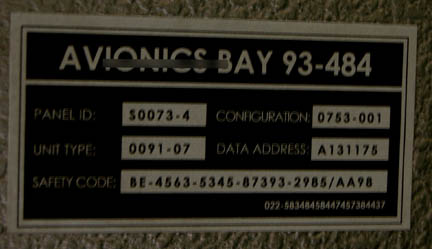 AVIONICS BAY 93-484
PANEL ID: S0073-4 CONFIGURATION: 0753-001
UNIT TYPE: 0091-07 DATA ADDRESS: A131175
SAFETY CODE: BE-4563-5345-87393-2985/AA98
022-58348458447457384437